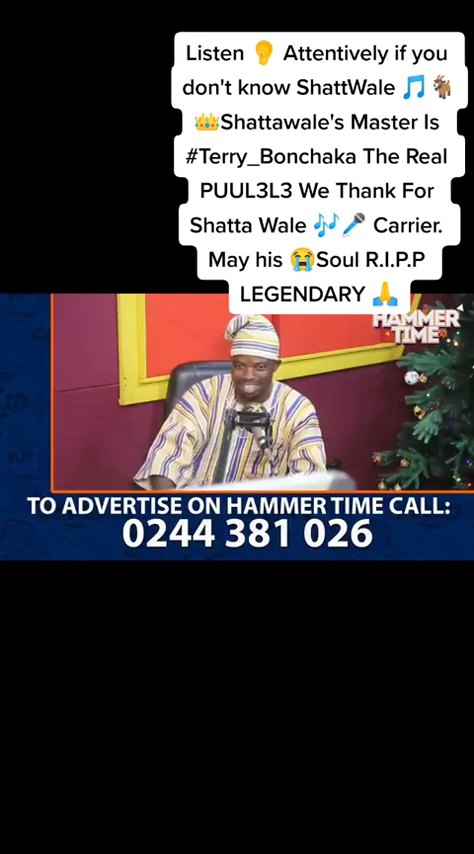 Listen 👂 Attentively if you
don't know ShattWale 🎵🐐
👑Shattawale's Master Is
#Terry_Bonchaka The Real
PUUL3L3 We Thank For
Shatta Wale 🎶🎤 Carrier.
May his 😭Soul R.I.P.P
LEGENDARY 🙏
HAMMER
TIME
TO ADVERTISE ON HAMMER TIME CALL:
0244 381 026